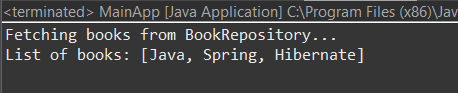 <terminated> MainApp [Java Application] C:\Program Files (x86)\Jav
Fetching books from BookRepository...
List of books: [Java, Spring, Hibernate]